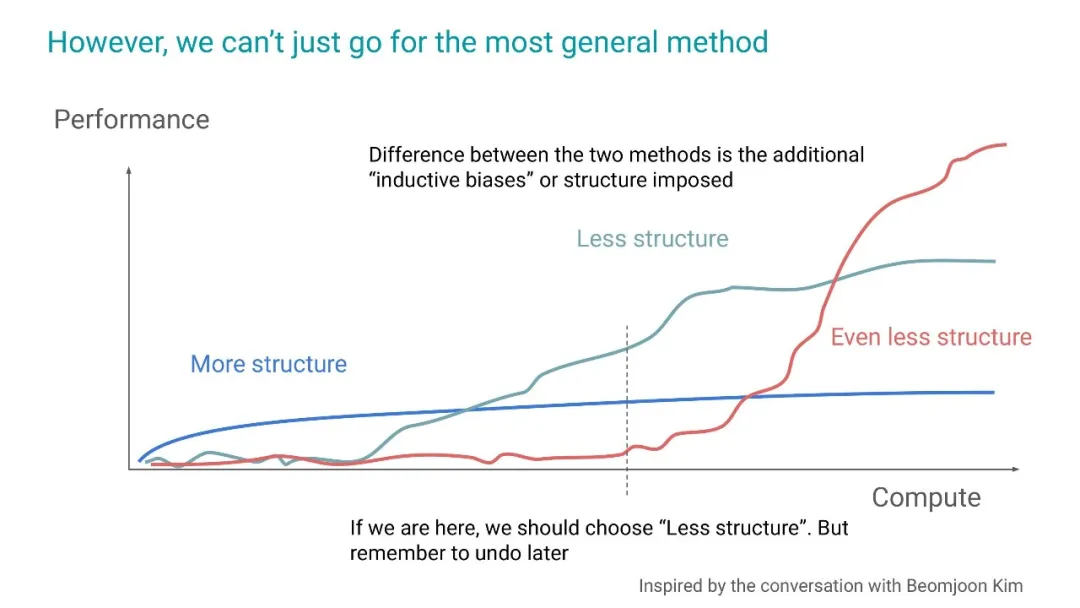 However, we can’t just go for the most general method
Performance
Difference between the two methods is the additional
“inductive biases” or structure imposed
Less structure
Even less structure
More structure
Compute
If we are here, we should choose “Less structure”. But
remember to undo later
Inspired by the conversation with Beomjoon Kim